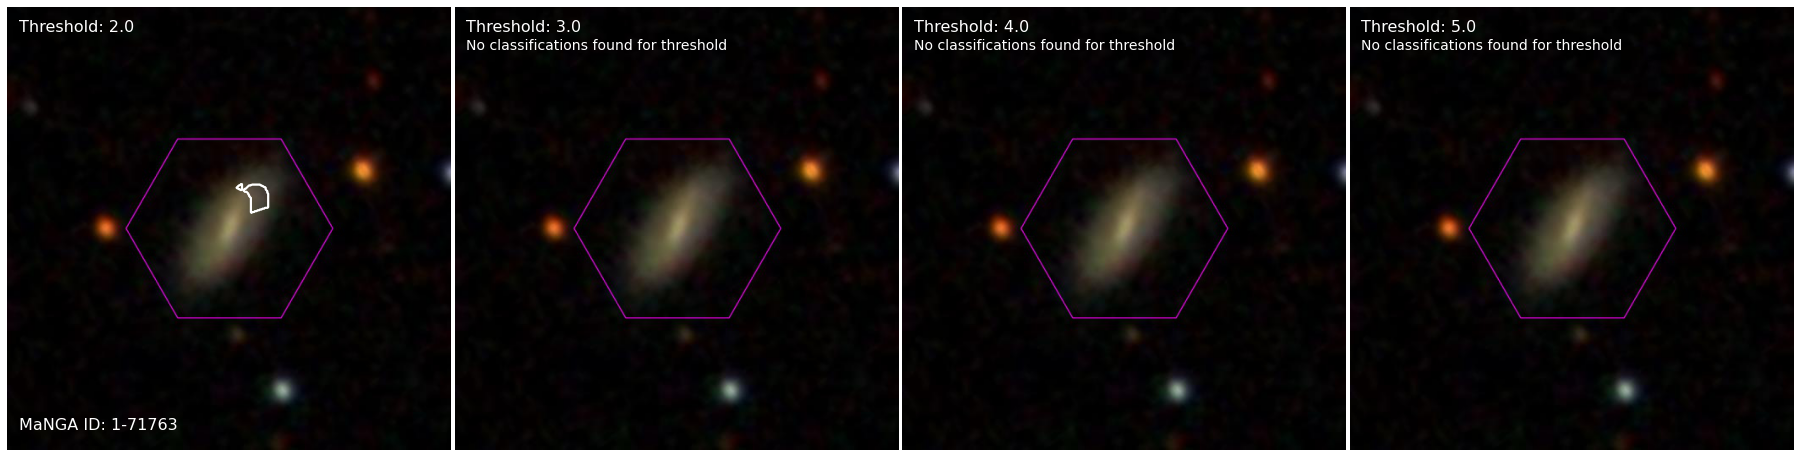 Threshold: 2.0
MaNGA ID: 1-71763
Threshold: 3.0
No classifications found for threshold
Threshold: 4.0
No classifications found for threshold
Threshold: 5.0
No classifications found for threshold